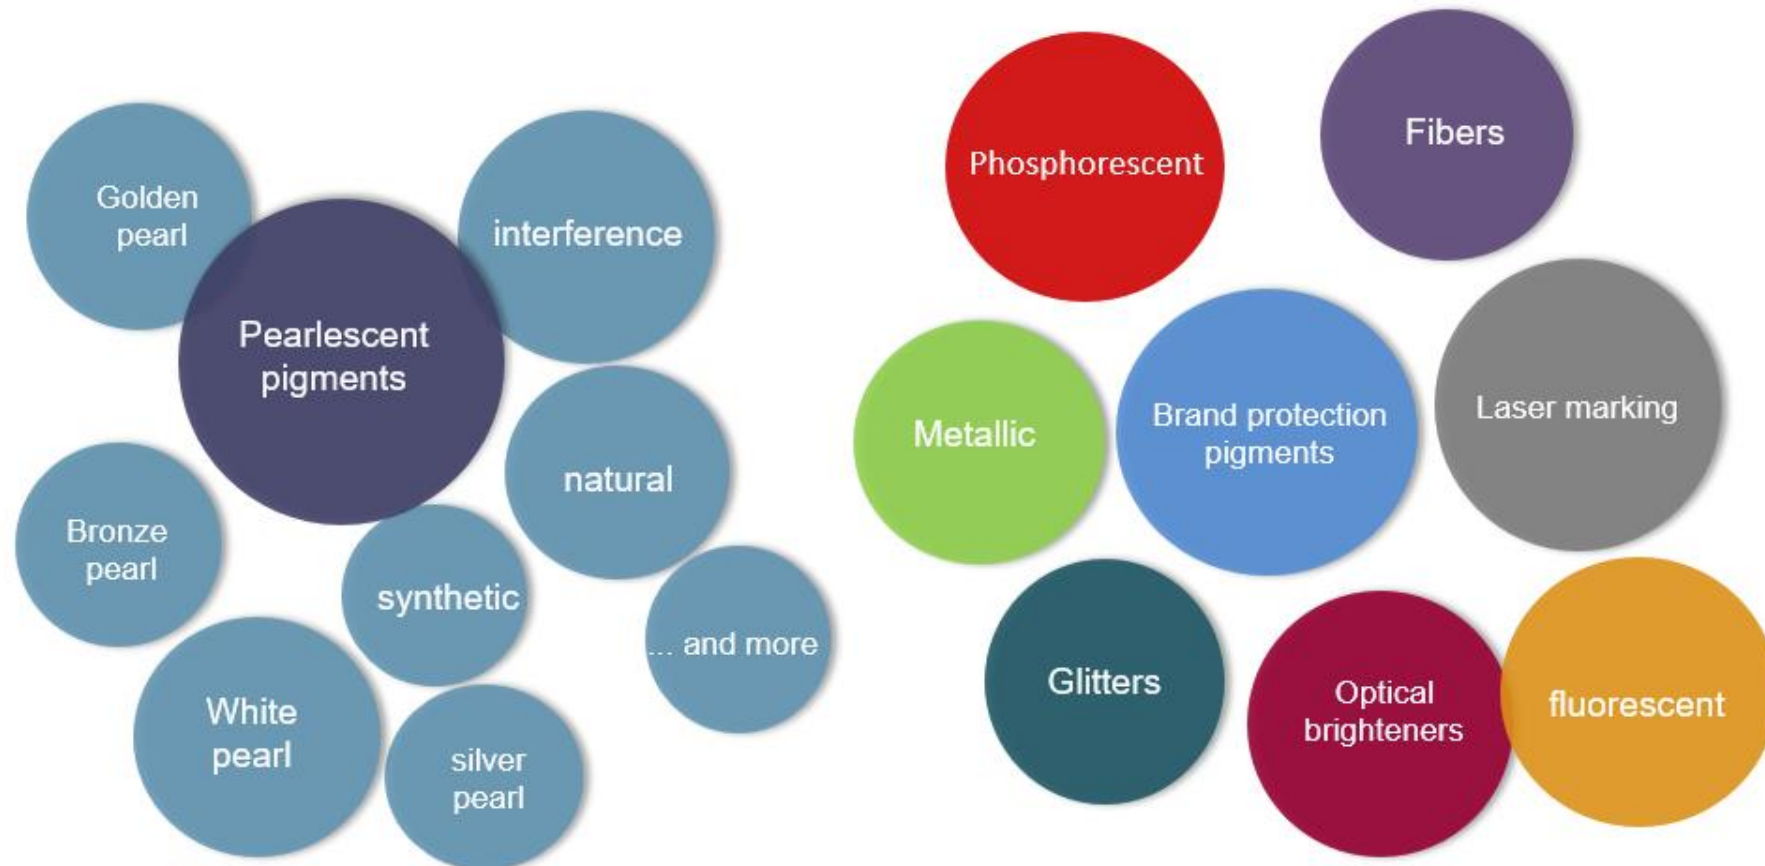 Golden
pearl
interference
Pearlescent
pigments
natural
Bronze
pearl
synthetic
... and more
White
pearl
silver
pearl
Phosphorescent
Fibers
Metallic
Brand protection
pigments
Laser marking
Glitters
Optical
brighteners
fluorescent